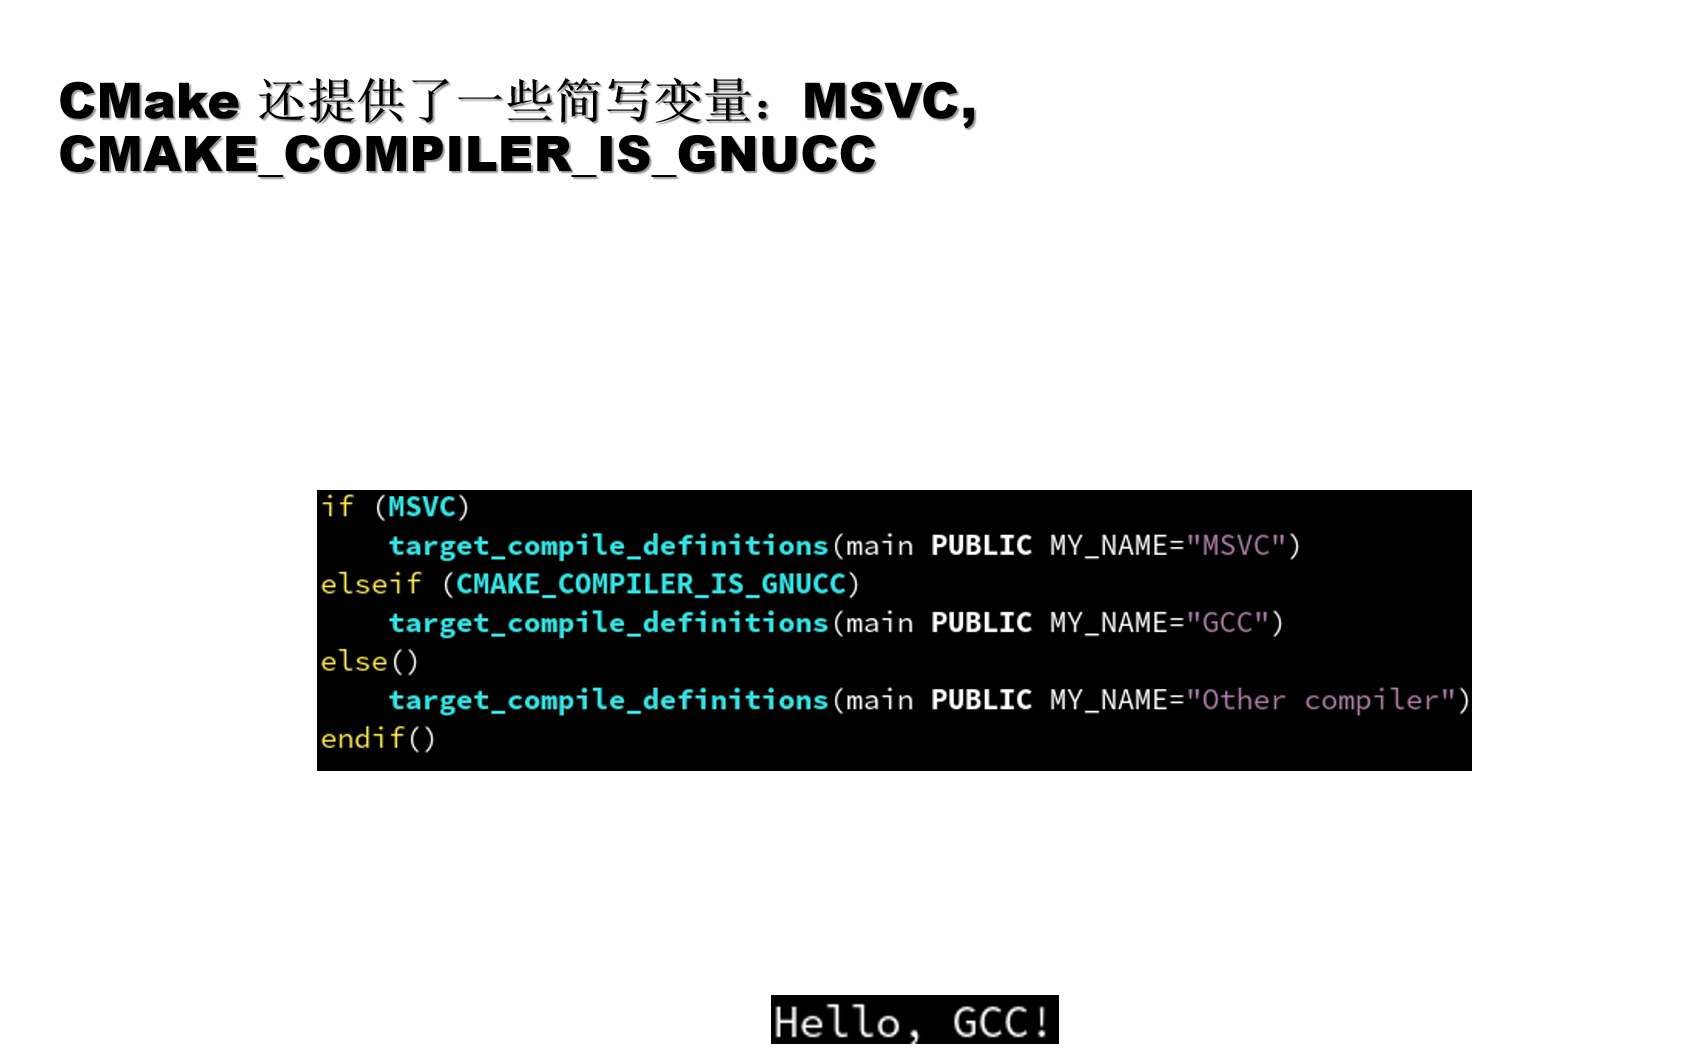 CMake 还提供了一些简写变量：MSVC,
CMAKE_COMPILER_IS_GNUCC
if (MSVC)
    target_compile_definitions(main PUBLIC MY_NAME="MSVC")
elseif (CMAKE_COMPILER_IS_GNUCC)
    target_compile_definitions(main PUBLIC MY_NAME="GCC")
else()
    target_compile_definitions(main PUBLIC MY_NAME="Other compiler")
endif()
Hello, GCC!